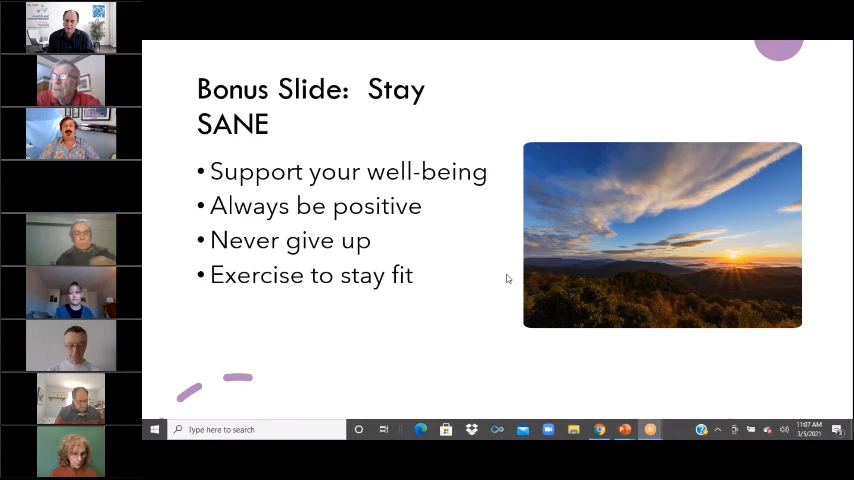 Bonus Slide: Stay
SANE
• Support your well-being
• Always be positive
• Never give up
• Exercise to stay fit
Type here to search
11:07 AM
3/5/2021